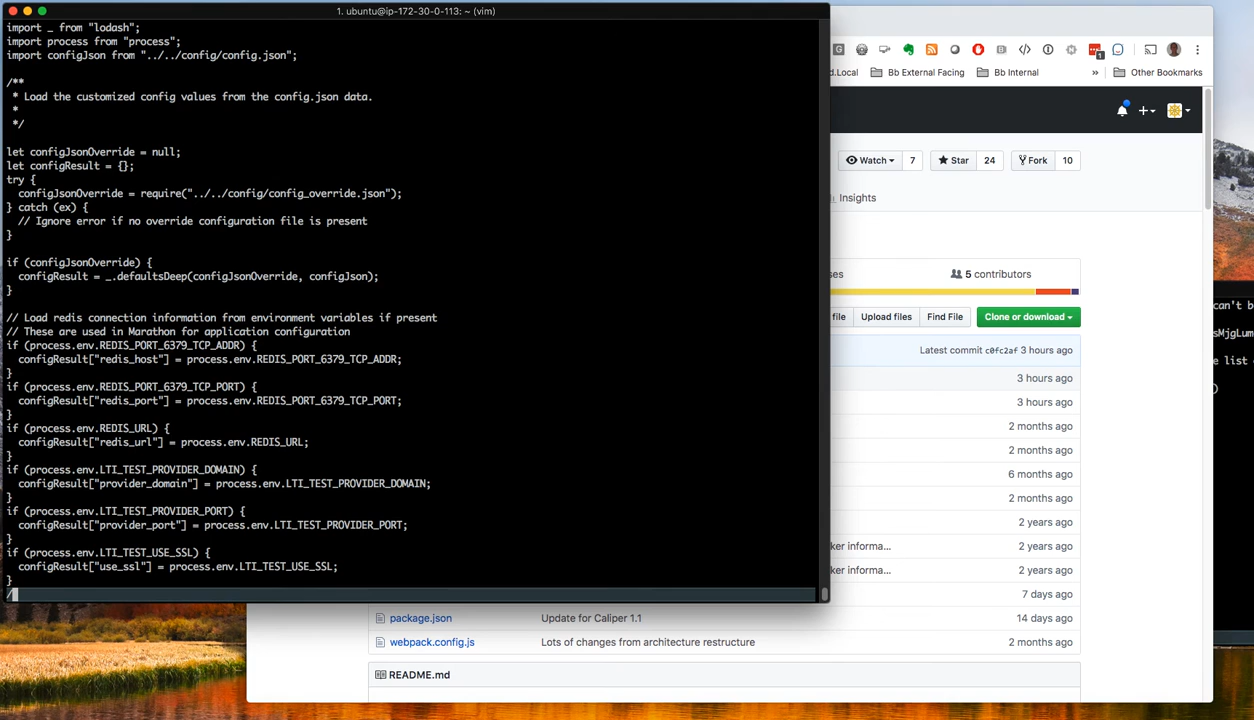 1. ubuntu@ip-172-30-0-113: ~ (vim)
import _ from "lodash";
import process from "process";
import configJson from "../../config/config.json";
/**
* Load the customized config values from the config.json data.
*
*/
let configJsonOverride = null;
let configResult = {};
try {
configJsonOverride = require("../../config/config_override.json");
} catch (ex) {
// Ignore error if no override configuration file is present
}
if (configJsonOverride) {
configResult = _.defaultsDeep(configJsonOverride, configJson);
}
// Load redis connection information from environment variables if present
// These are used in Marathon for application configuration
if (process.env.REDIS_PORT_6379_TCP_ADDR) {
configResult["redis_host"] = process.env.REDIS_PORT_6379_TCP_ADDR;
}
if (process.env.REDIS_PORT_6379_TCP_PORT) {
configResult["redis_port"] = process.env.REDIS_PORT_6379_TCP_PORT;
}
if (process.env.REDIS_URL) {
configResult["redis_url"] = process.env.REDIS_URL;
}
if (process.env.LTI_TEST_PROVIDER_DOMAIN) {
configResult["provider_domain"] = process.env.LTI_TEST_PROVIDER_DOMAIN;
}
if (process.env.LTI_TEST_PROVIDER_PORT) {
configResult["provider_port"] = process.env.LTI_TEST_PROVIDER_PORT;
}
if (process.env.LTI_TEST_USE_SSL) {
configResult["use_ssl"] = process.env.LTI_TEST_USE_SSL;
}
/
d.Local Bb External Facing Bb Internal » Other Bookmarks
Watch 7 Star 24 Fork 10
Insights
ses 5 contributors
file Upload files Find File Clone or download
Latest commit c0fc2af 3 hours ago
3 hours ago
3 hours ago
2 months ago
2 months ago
6 months ago
2 months ago
2 years ago
ker informa... 2 years ago
ker informa... 2 years ago
7 days ago
package.json Update for Caliper 1.1 14 days ago
webpack.config.js Lots of changes from architecture restructure 2 months ago
README.md
can't b
sMjgLum
e list